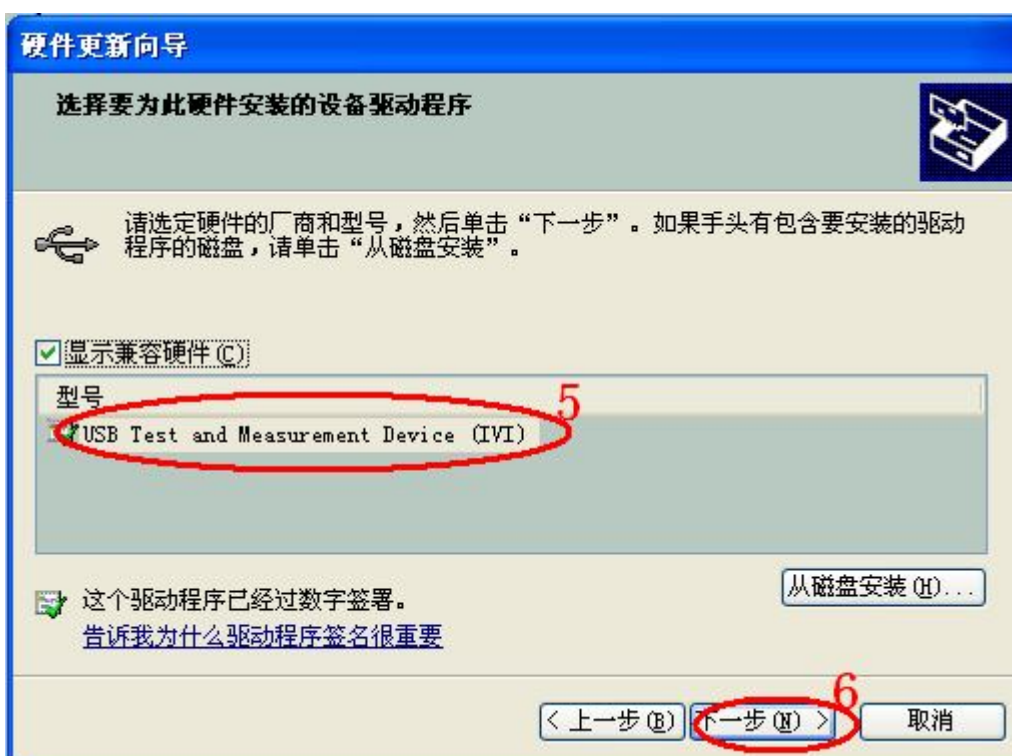 硬件更新向导
选择要为此硬件安装的设备驱动程序
请选定硬件的厂商和型号，然后单击“下一步”。如果手头有包含要安装的驱动
程序的磁盘，请单击“从磁盘安装”。
显示兼容硬件(C)
型号
5
USB Test and Measurement Device (IVI)
从磁盘安装(H)...
这个驱动程序已经过数字签署。
告诉我为什么驱动程序签名很重要
6
< 上一步(B) 下一步(N) > 取消